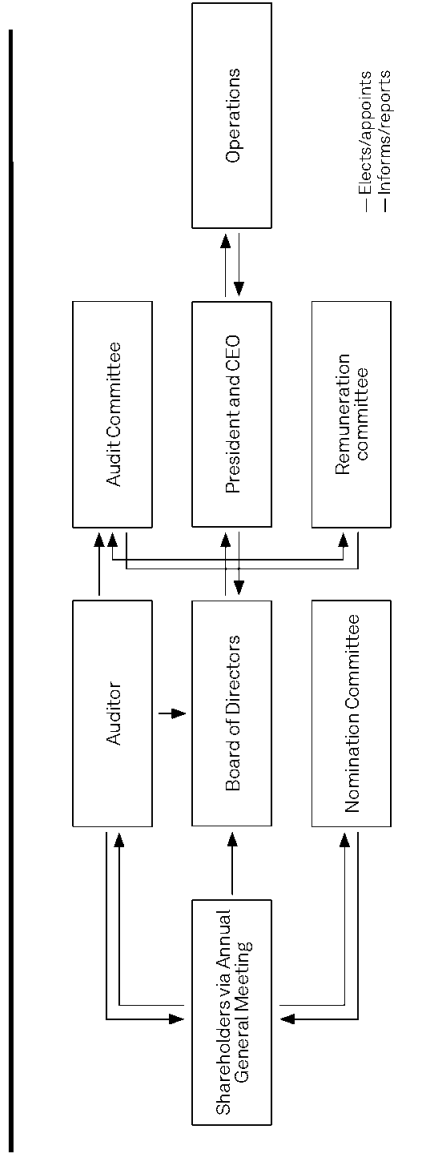 Shareholders via Annual
General Meeting
Auditor
Board of Directors
Nomination Committee
Audit Committee
President and CEO
Remuneration
committee
Operations
— Elects/appoints
— Informs/reports